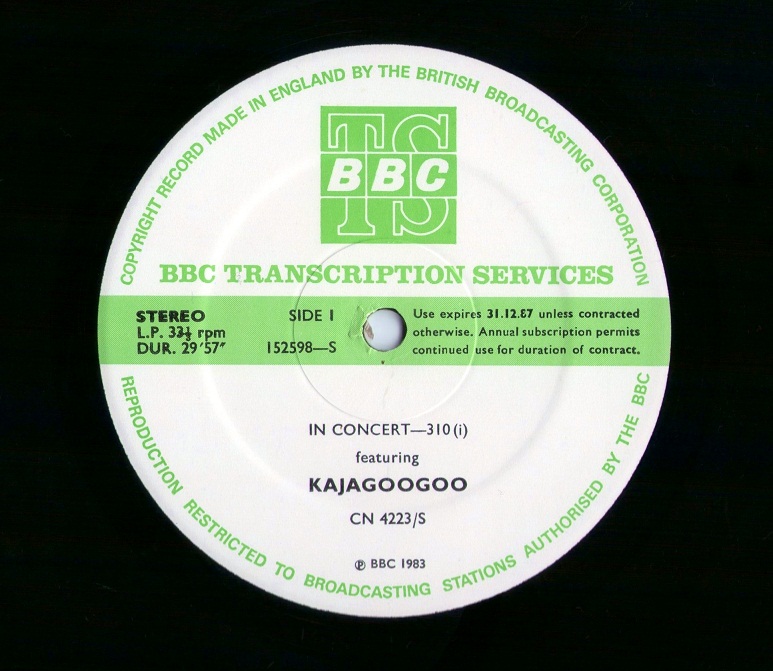 COPYRIGHT RECORD MADE IN ENGLAND BY THE BRITISH BROADCASTING CORPORATION
TS
BBC
BBC TRANSCRIPTION SERVICES
STEREO
L.P. 33⅓ rpm
DUR. 29'57"
SIDE 1
152598—S
Use expires 31.12.87 unless contracted
otherwise. Annual subscription permits
continued use for duration of contract.
IN CONCERT—310(i)
featuring
KAJAGOOGOO
CN 4223/S
℗ BBC 1983
REPRODUCTION RESTRICTED TO BROADCASTING STATIONS AUTHORISED BY THE BBC